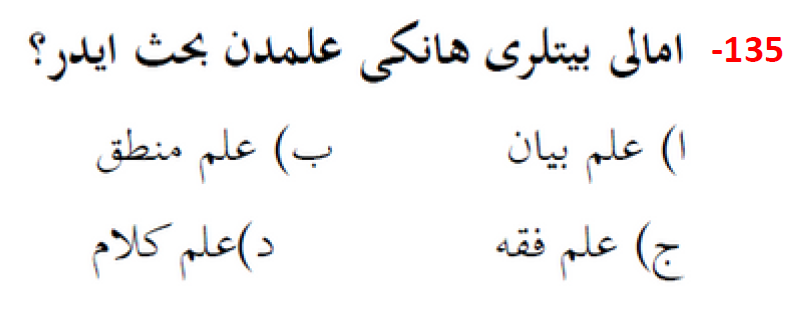 135- امالی بیتلری هانکی علمدن بحث ایدر؟
ا) علم بیان ب) علم منطق
ج) علم فقه د)علم کلام